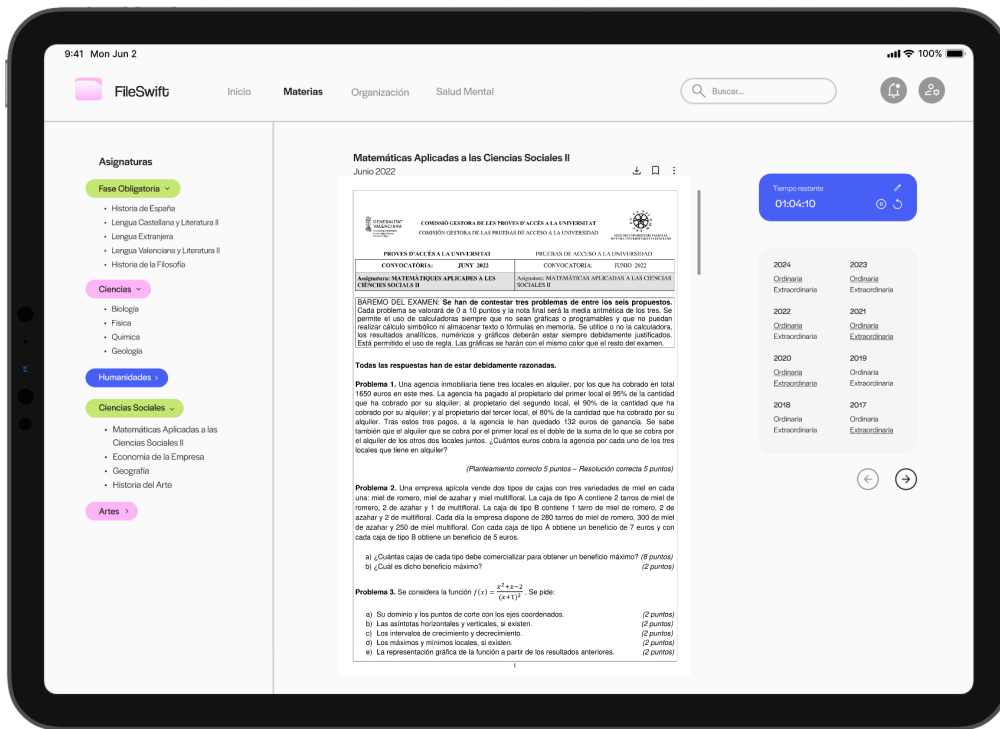 9:41 Mon Jun 2
100%
FileSwift
Inicio
Materias
Organización
Salud Mental
Buscar...
Asignaturas
Fase Obligatoria
• Historia de España
• Lengua Castellana y Literatura II
• Lengua Extranjera
• Lengua Valenciana y Literatura II
• Historia de la Filosofía
Ciencias
• Biología
• Física
• Química
• Geología
Humanidades
Ciencias Sociales
• Matemáticas Aplicadas a las
Ciencias Sociales II
• Economía de la Empresa
• Geografía
• Historia del Arte
Artes
Matemáticas Aplicadas a las Ciencias Sociales II
Junio 2022
GENERALITAT
VALENCIANA
COMISSIÓ GESTORA DE LES PROVES D'ACCÉS A LA UNIVERSITAT
COMISIÓN GESTORA DE LAS PRUEBAS DE ACCESO A LA UNIVERSIDAD
PROVES D'ACCÉS A LA UNIVERSITAT
PRUEBAS DE ACCESO A LA UNIVERSIDAD
CONVOCATÒRIA: JUNY 2022
CONVOCATORIA: JUNIO 2022
Assignatura: MATEMÀTIQUES APLICADES A LES
CIÈNCIES SOCIALS II
Asignatura: MATEMÁTICAS APLICADAS A LAS CIENCIAS
SOCIALES II
BAREMO DEL EXAMEN: Se han de contestar tres problemas de entre los seis propuestos.
Cada problema se valorará de 0 a 10 puntos y la nota final será la media aritmética de los tres. Se
permite el uso de calculadoras siempre que no sean gráficas o programables y que no puedan
realizar cálculo simbólico ni almacenar texto o fórmulas en memoria. Se utilice o no la calculadora,
los resultados analíticos, numéricos y gráficos deberán estar siempre debidamente justificados.
Está permitido el uso de regla. Las gráficas se harán con el mismo color que el resto del examen.
Todas las respuestas han de estar debidamente razonadas.
Problema 1. Una agencia inmobiliaria tiene tres locales en alquiler, por los que ha cobrado en total
1650 euros en este mes. La agencia ha pagado al propietario del primer local el 95% de la cantidad
que ha cobrado por su alquiler; al propietario del segundo local, el 90% de la cantidad que ha
cobrado por su alquiler; y al propietario del tercer local, el 80% de la cantidad que ha cobrado por su
alquiler. Tras estos tres pagos, a la agencia le han quedado 132 euros de ganancia. Se sabe
también que el alquiler que se cobra por el primer local es el doble de la suma de lo que se cobra por
el alquiler de los otros dos locales juntos. ¿Cuántos euros cobra la agencia por cada uno de los tres
locales que tiene en alquiler?
(Planteamiento correcto 5 puntos – Resolución correcta 5 puntos)
Problema 2. Una empresa apícola vende dos tipos de cajas con tres variedades de miel en cada
una: miel de romero, miel de azahar y miel multifloral. La caja de tipo A contiene 2 tarros de miel de
romero, 2 de azahar y 1 de multifloral. La caja de tipo B contiene 1 tarro de miel de romero, 2 de
azahar y 2 de multifloral. Cada día la empresa dispone de 280 tarros de miel de romero, 300 de miel
de azahar y 250 de miel multifloral. Con cada caja de tipo A obtiene un beneficio de 7 euros y con
cada caja de tipo B obtiene un beneficio de 5 euros.
a) ¿Cuántas cajas de cada tipo debe comercializar para obtener un beneficio máximo? (8 puntos)
b) ¿Cuál es dicho beneficio máximo? (2 puntos)
Problema 3. Se considera la función f(x) = (x²+x−2)/(x+1)². Se pide:
a) Su dominio y los puntos de corte con los ejes coordenados. (2 puntos)
b) Las asíntotas horizontales y verticales, si existen. (2 puntos)
c) Los intervalos de crecimiento y decrecimiento. (2 puntos)
d) Los máximos y mínimos locales, si existen. (2 puntos)
e) La representación gráfica de la función a partir de los resultados anteriores. (2 puntos)
1
Tiempo restante
01:04:10
2024
Ordinaria
Extraordinaria
2023
Ordinaria
Extraordinaria
2022
Ordinaria
Extraordinaria
2021
Ordinaria
Extraordinaria
2020
Ordinaria
Extraordinaria
2019
Ordinaria
Extraordinaria
2018
Ordinaria
Extraordinaria
2017
Ordinaria
Extraordinaria